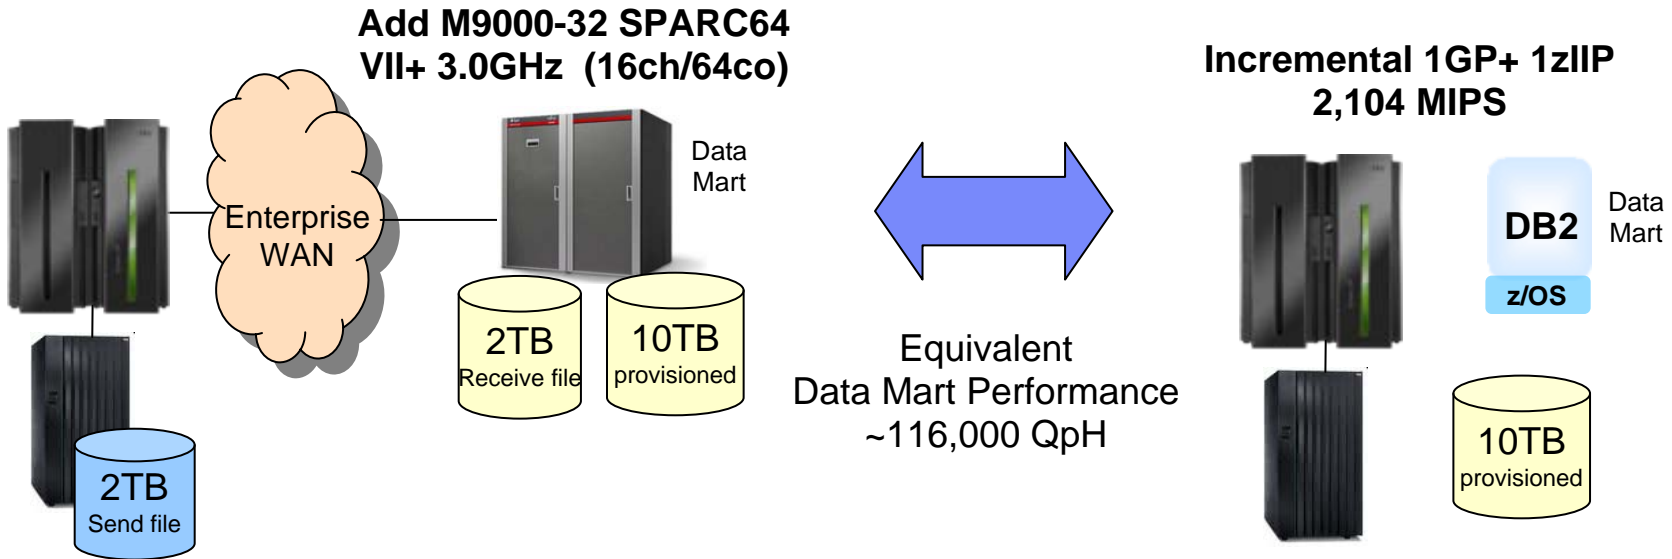 Add M9000-32 SPARC64
VII+ 3.0GHz (16ch/64co)
Incremental 1GP+ 1zIIP
2,104 MIPS
Enterprise
WAN
Data
Mart
2TB
Receive file
10TB
provisioned
2TB
Send file
Equivalent
Data Mart Performance
~116,000 QpH
DB2
z/OS
Data
Mart
10TB
provisioned